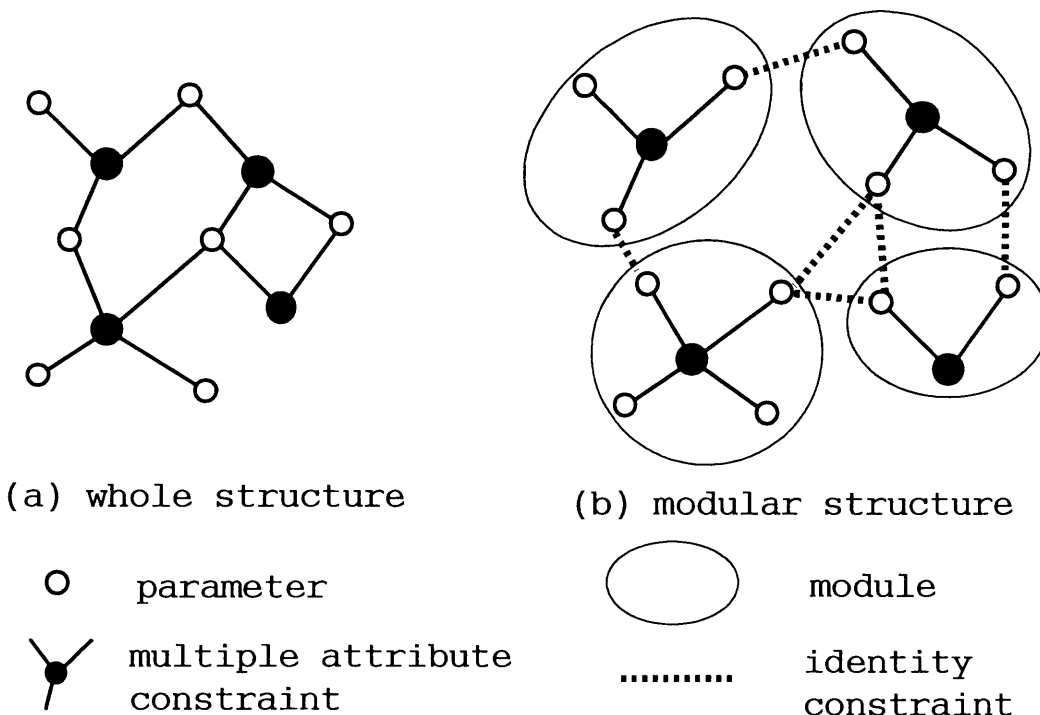 (a) whole structure
(b) modular structure
parameter
module
multiple attribute
constraint
identity
constraint